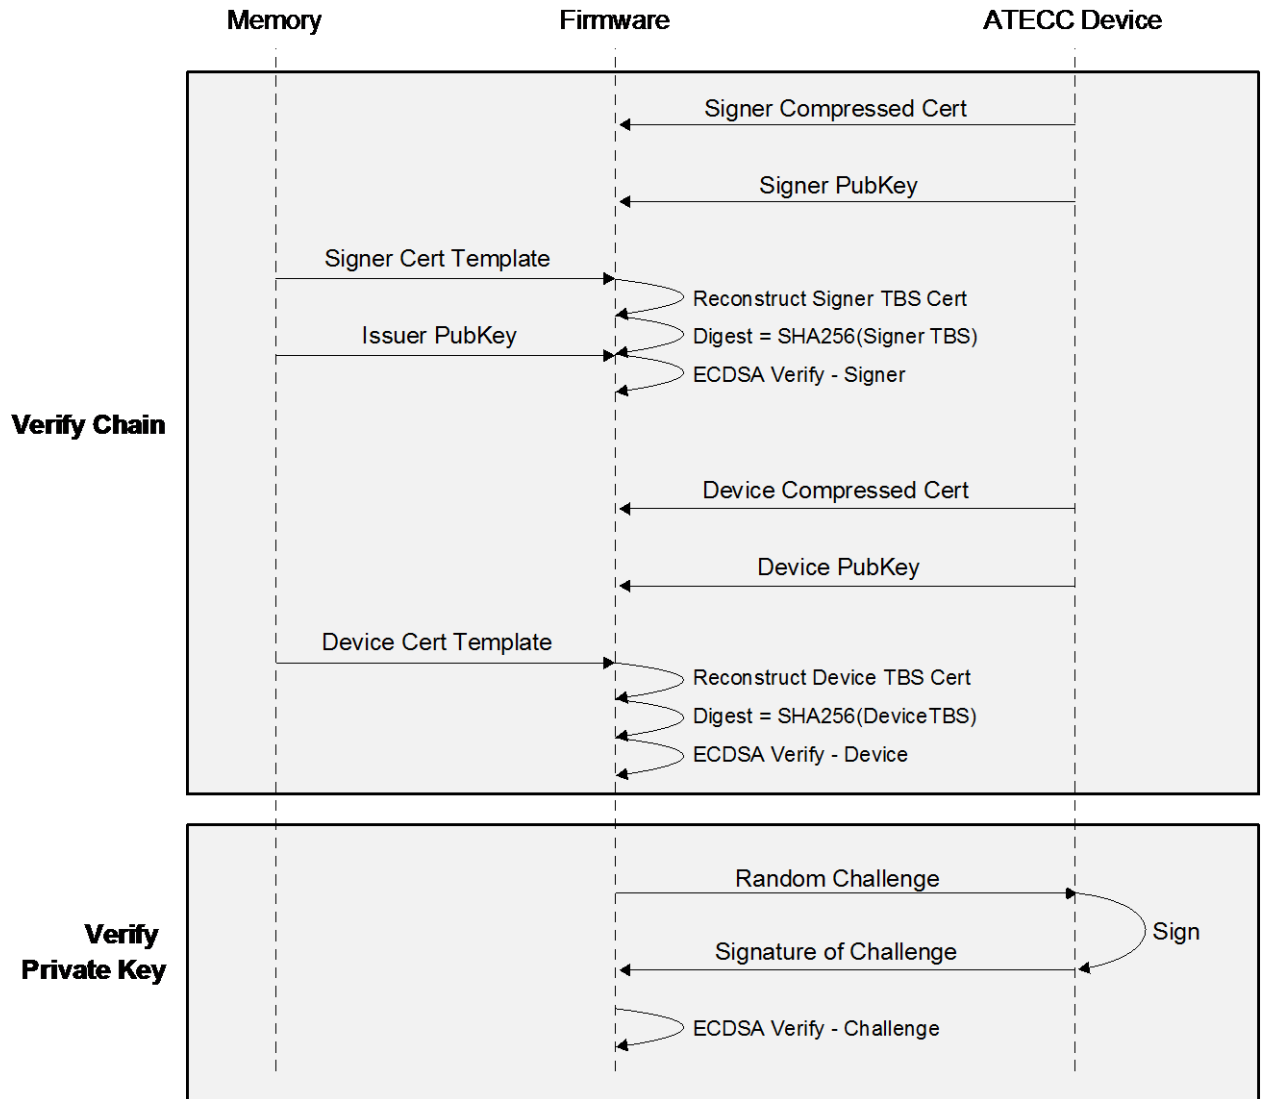 Memory
Firmware
ATECC Device
Signer Compressed Cert
Signer PubKey
Signer Cert Template
Reconstruct Signer TBS Cert
Issuer PubKey
Digest = SHA256(Signer TBS)
ECDSA Verify - Signer
Verify Chain
Device Compressed Cert
Device PubKey
Device Cert Template
Reconstruct Device TBS Cert
Digest = SHA256(DeviceTBS)
ECDSA Verify - Device
Random Challenge
Verify
Private Key
Sign
Signature of Challenge
ECDSA Verify - Challenge